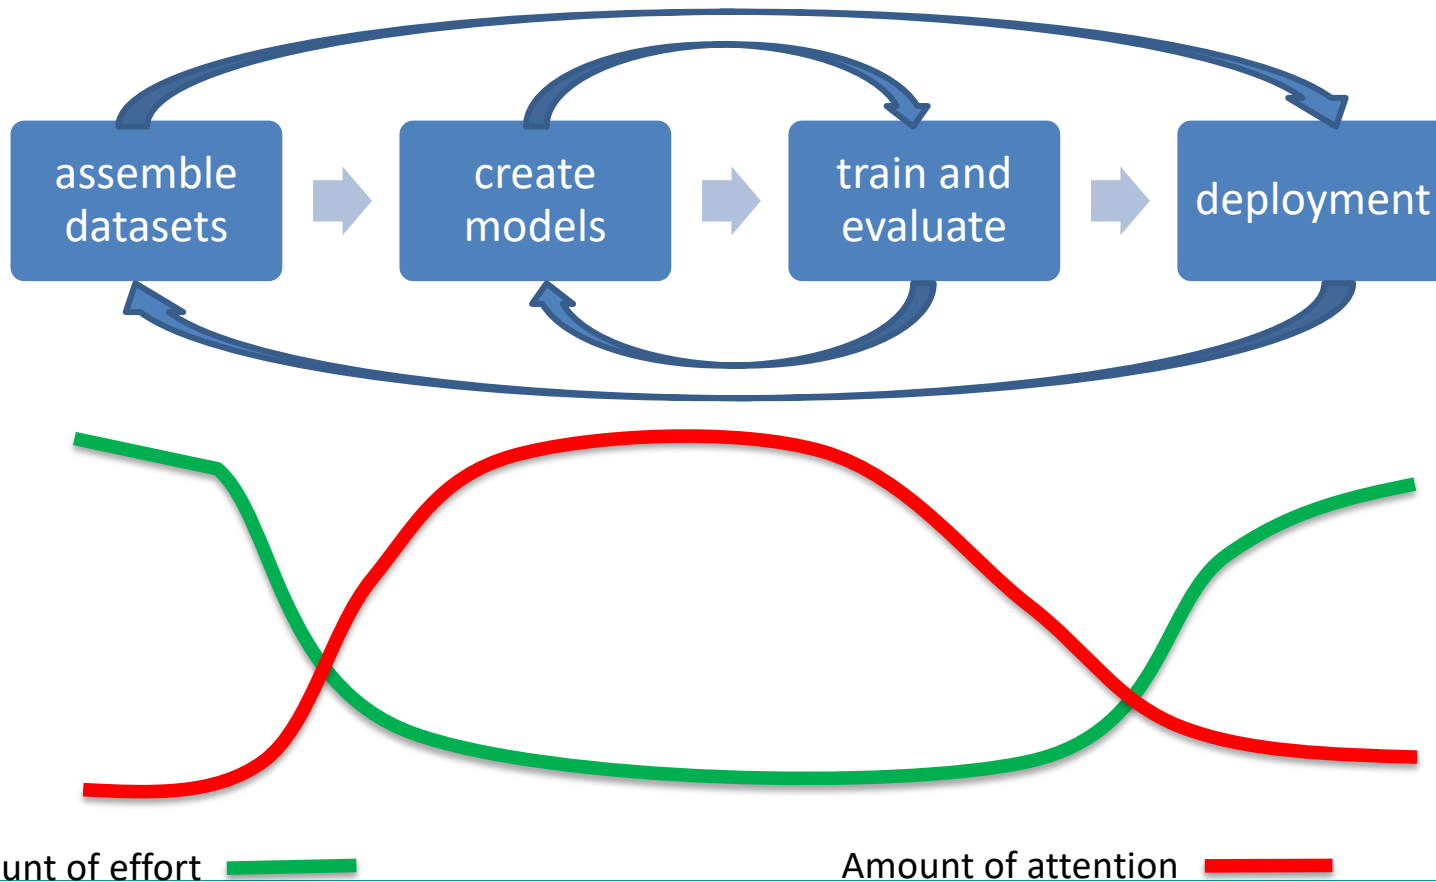 assemble
datasets
create
models
train and
evaluate
deployment
unt of effort
Amount of attention